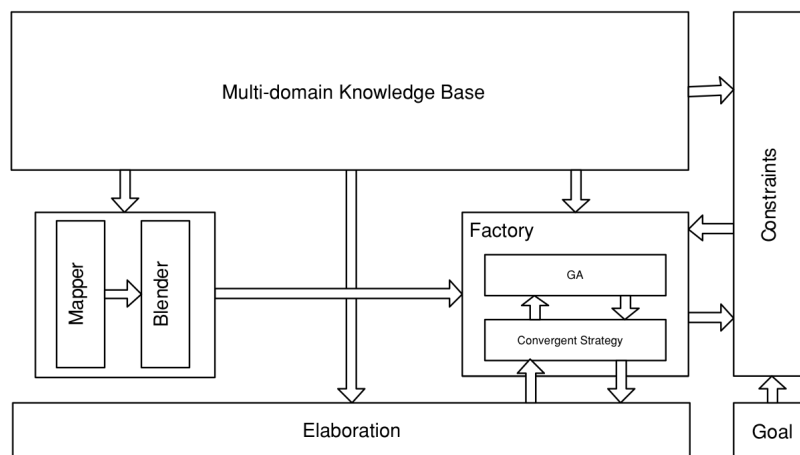 Multi-domain Knowledge Base
Constraints
Mapper
Blender
Factory
GA
Convergent Strategy
Elaboration
Goal